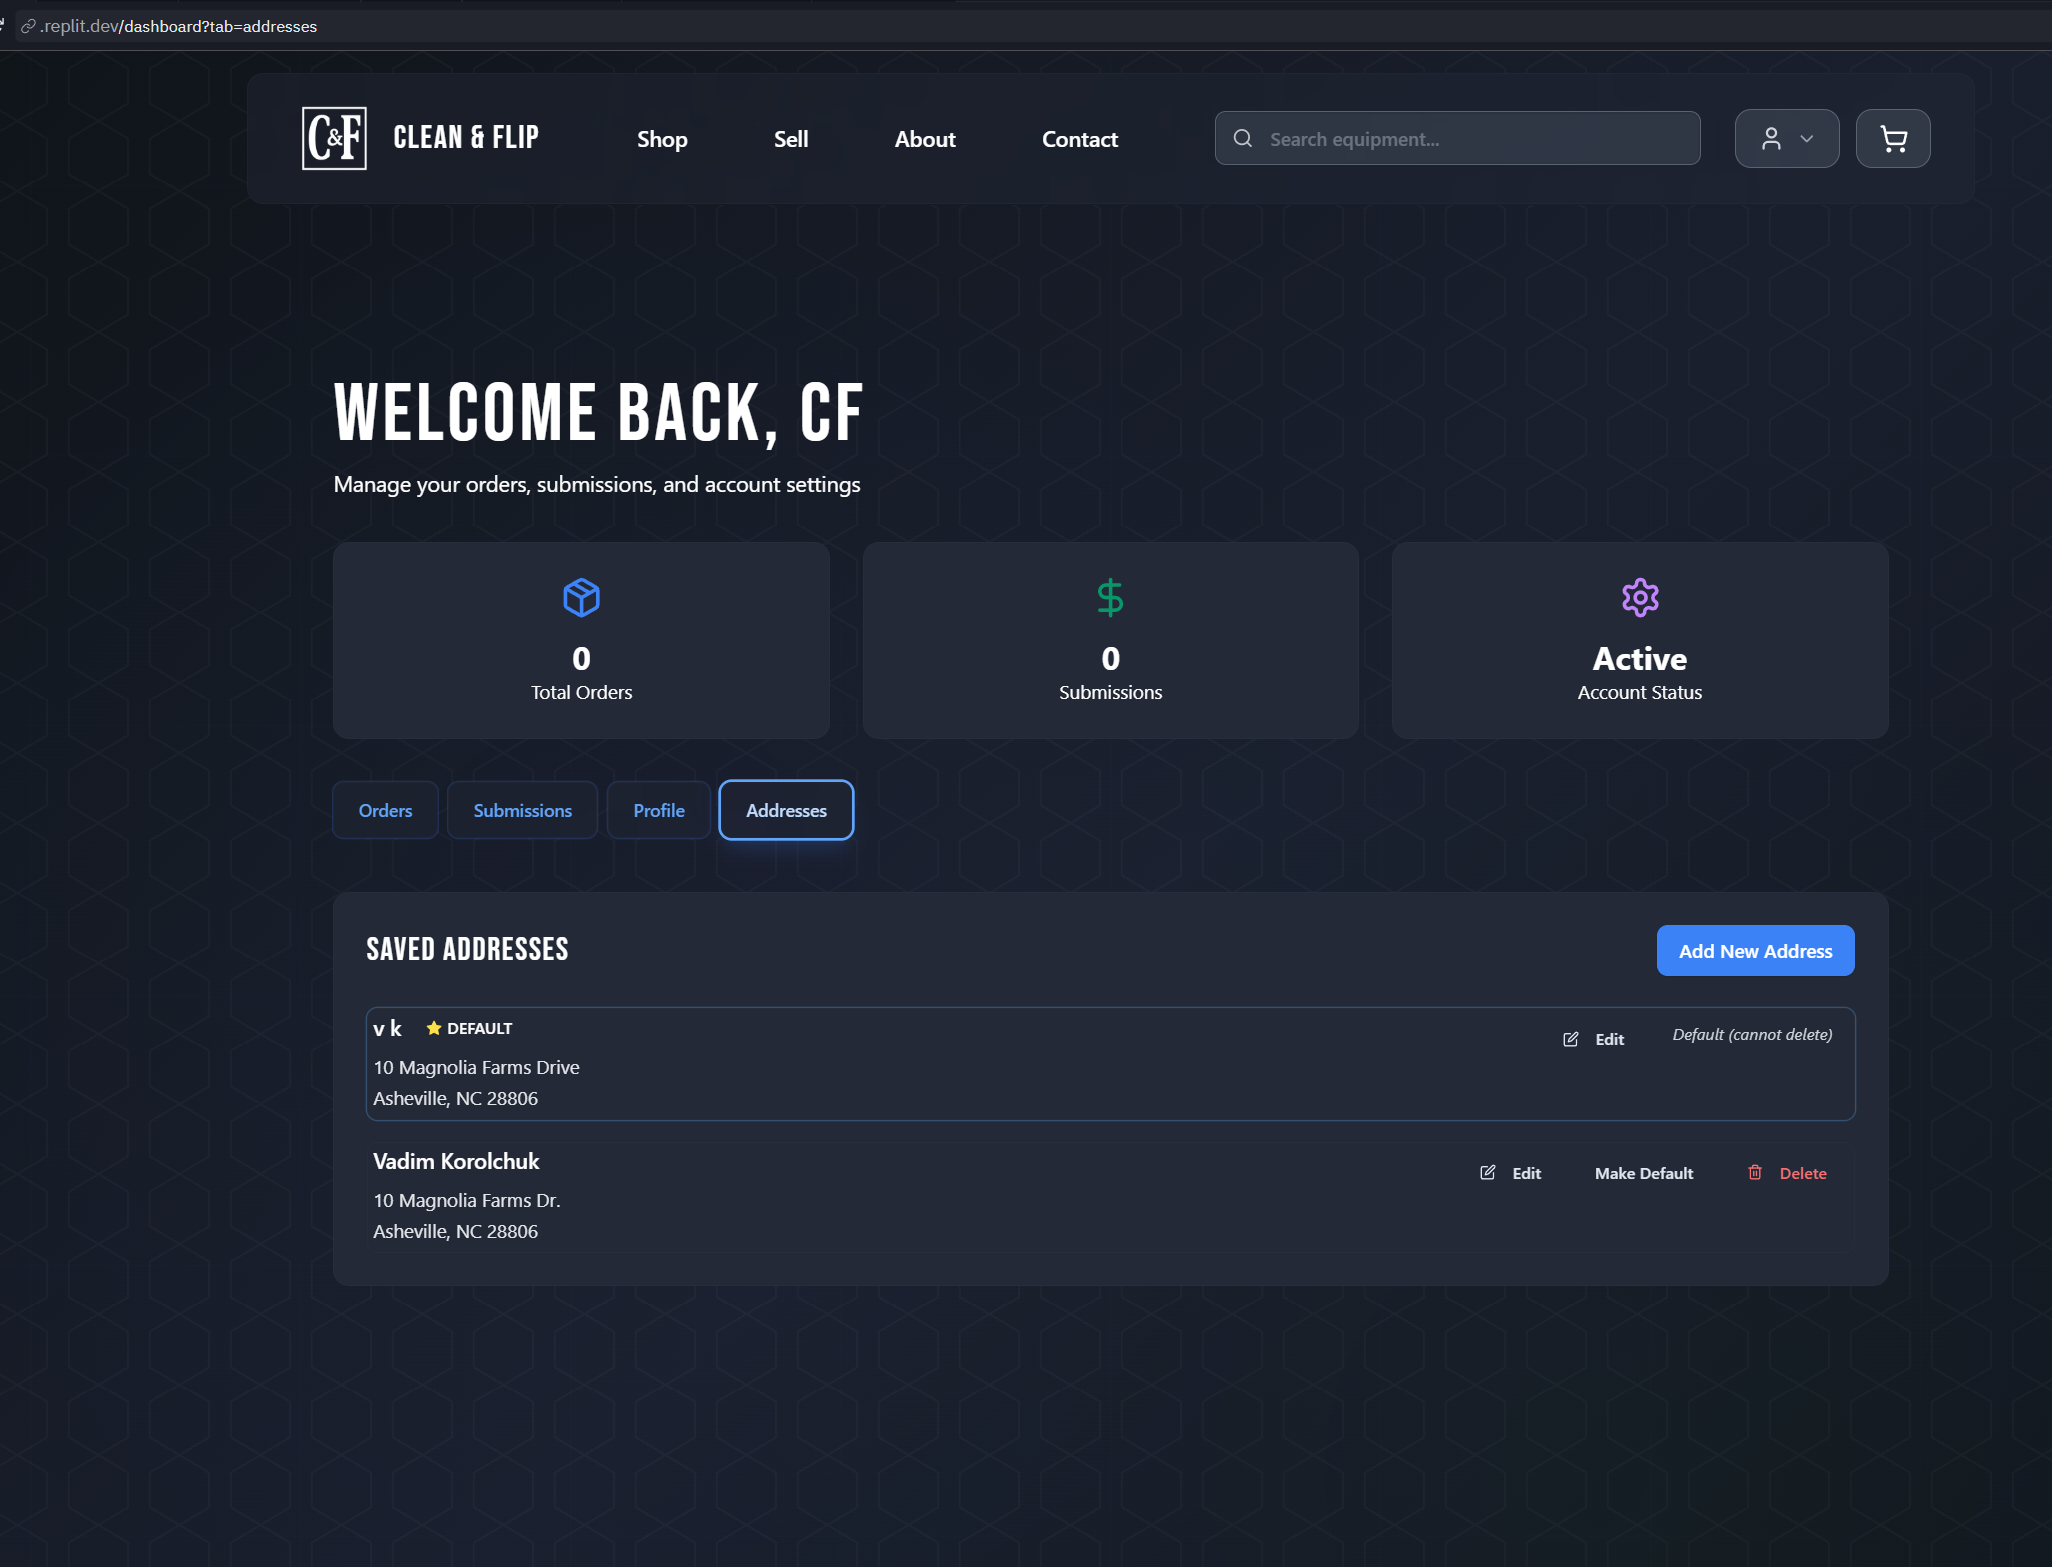 .replit.dev/dashboard?tab=addresses
C&F CLEAN & FLIP Shop Sell About Contact Search equipment...
WELCOME BACK, CF
Manage your orders, submissions, and account settings
0
Total Orders
0
Submissions
Active
Account Status
Orders Submissions Profile Addresses
SAVED ADDRESSES Add New Address
v k DEFAULT Edit Default (cannot delete)
10 Magnolia Farms Drive
Asheville, NC 28806
Vadim Korolchuk Edit Make Default Delete
10 Magnolia Farms Dr.
Asheville, NC 28806